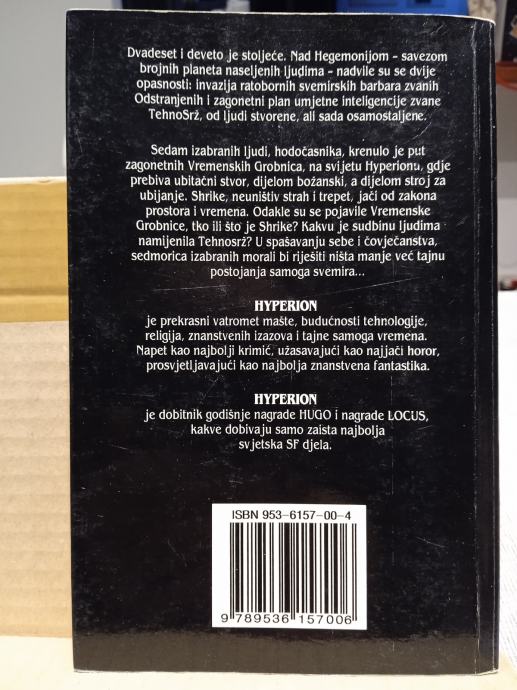 Dvadeset i deveto je stoljeće. Nad Hegemonijom – savezom
brojnih planeta naseljenih ljudima – nadvile su se dvije
opasnosti: invazija ratobornih svemirskih barbara zvanih
Odstranjenih i zagonetni plan umjetne inteligencije zvane
TehnoSrž, od ljudi stvorene, ali sada osamostaljene.
Sedam izabranih ljudi, hodočasnika, krenulo je put
zagonetnih Vremenskih Grobnica, na svijetu Hyperionu, gdje
prebiva ubitačni stvor, dijelom božanski, a dijelom stroj za
ubijanje. Shrike, neuništiv strah i trepet, jači od zakona
prostora i vremena. Odakle su se pojavile Vremenske
Grobnice, tko ili što je Shrike? Kakvu je sudbinu ljudima
namijenila Tehnosrž? U spašavanju sebe i čovječanstva,
sedmorica izabranih morali bi riješiti ništa manje već tajnu
postojanja samoga svemira...
HYPERION
je prekrasni vatromet mašte, budućnosti tehnologije,
religija, znanstvenih izazova i tajne samoga vremena.
Napet kao najbolji krimić, užasavajući kao najjači horor,
prosvjetljavajući kao najbolja znanstvena fantastika.
HYPERION
je dobitnik godišnje nagrade HUGO i nagrade LOCUS,
kakve dobivaju samo zaista najbolja
svjetska SF djela.
ISBN 953-6157-00-4
9 789536 157006